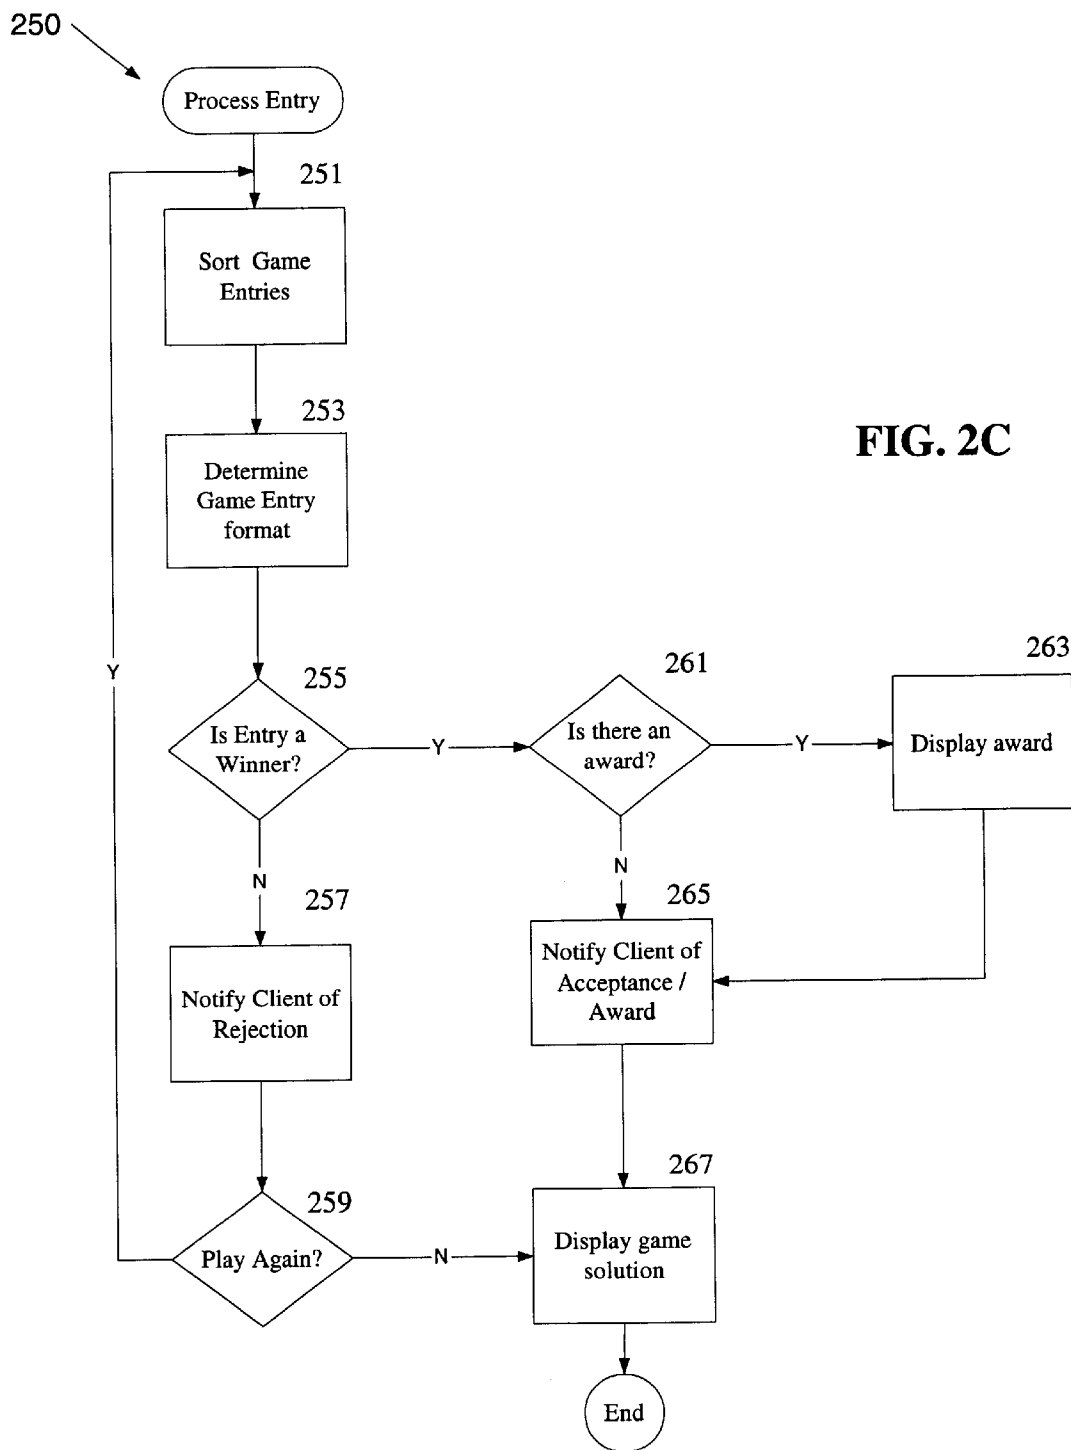 250
Process Entry
251
Sort Game
Entries
253
Determine
Game Entry
format
FIG. 2C
Y
255
Is Entry a
Winner?
Y
261
Is there an
award?
Y
263
Display award
N
257
Notify Client of
Rejection
N
265
Notify Client of
Acceptance /
Award
259
Play Again?
N
267
Display game
solution
End